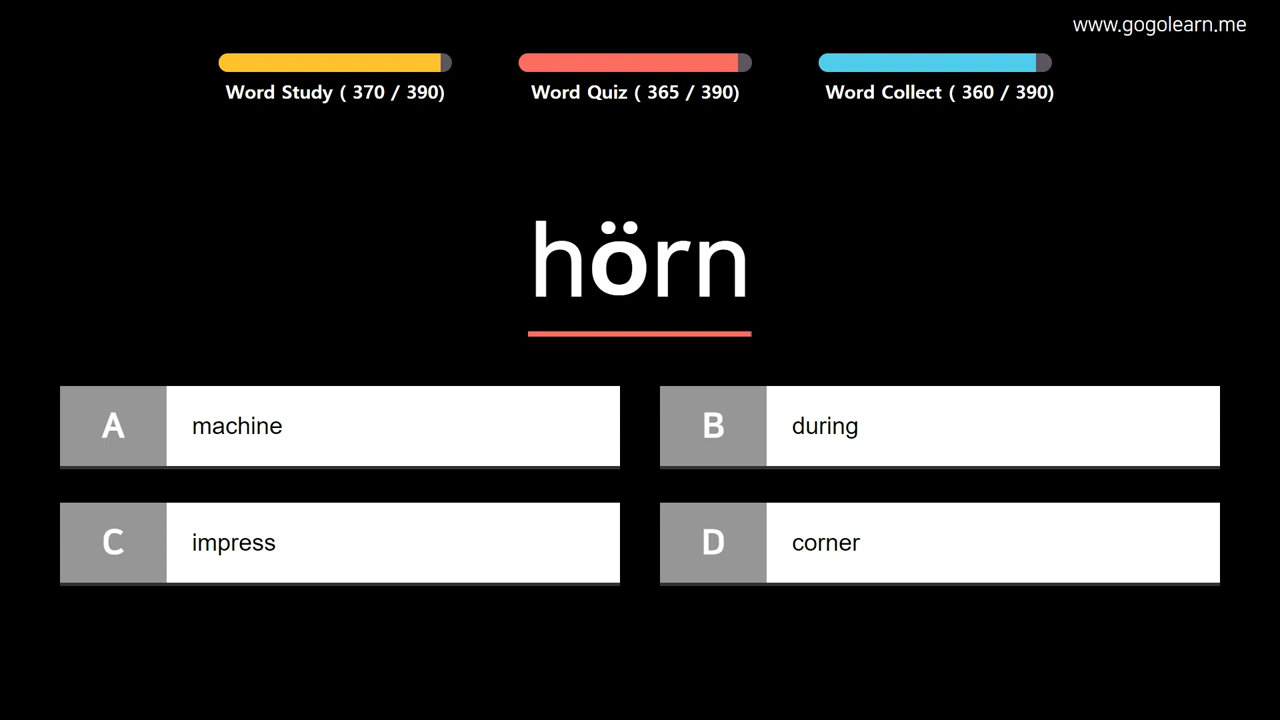 www.gogolearn.me
Word Study ( 370 / 390)
Word Quiz ( 365 / 390)
Word Collect ( 360 / 390)
hörn
A machine
B during
C impress
D corner